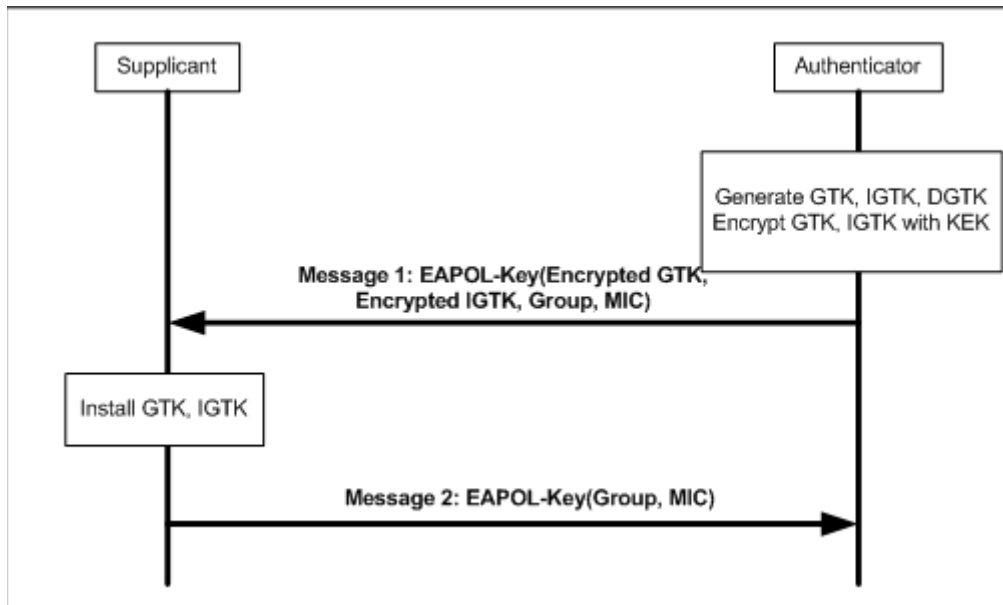 Supplicant
Authenticator
Generate GTK, IGTK, DGTK
Encrypt GTK, IGTK with KEK
Message 1: EAPOL-Key(Encrypted GTK,
Encrypted IGTK, Group, MIC)
Install GTK, IGTK
Message 2: EAPOL-Key(Group, MIC)